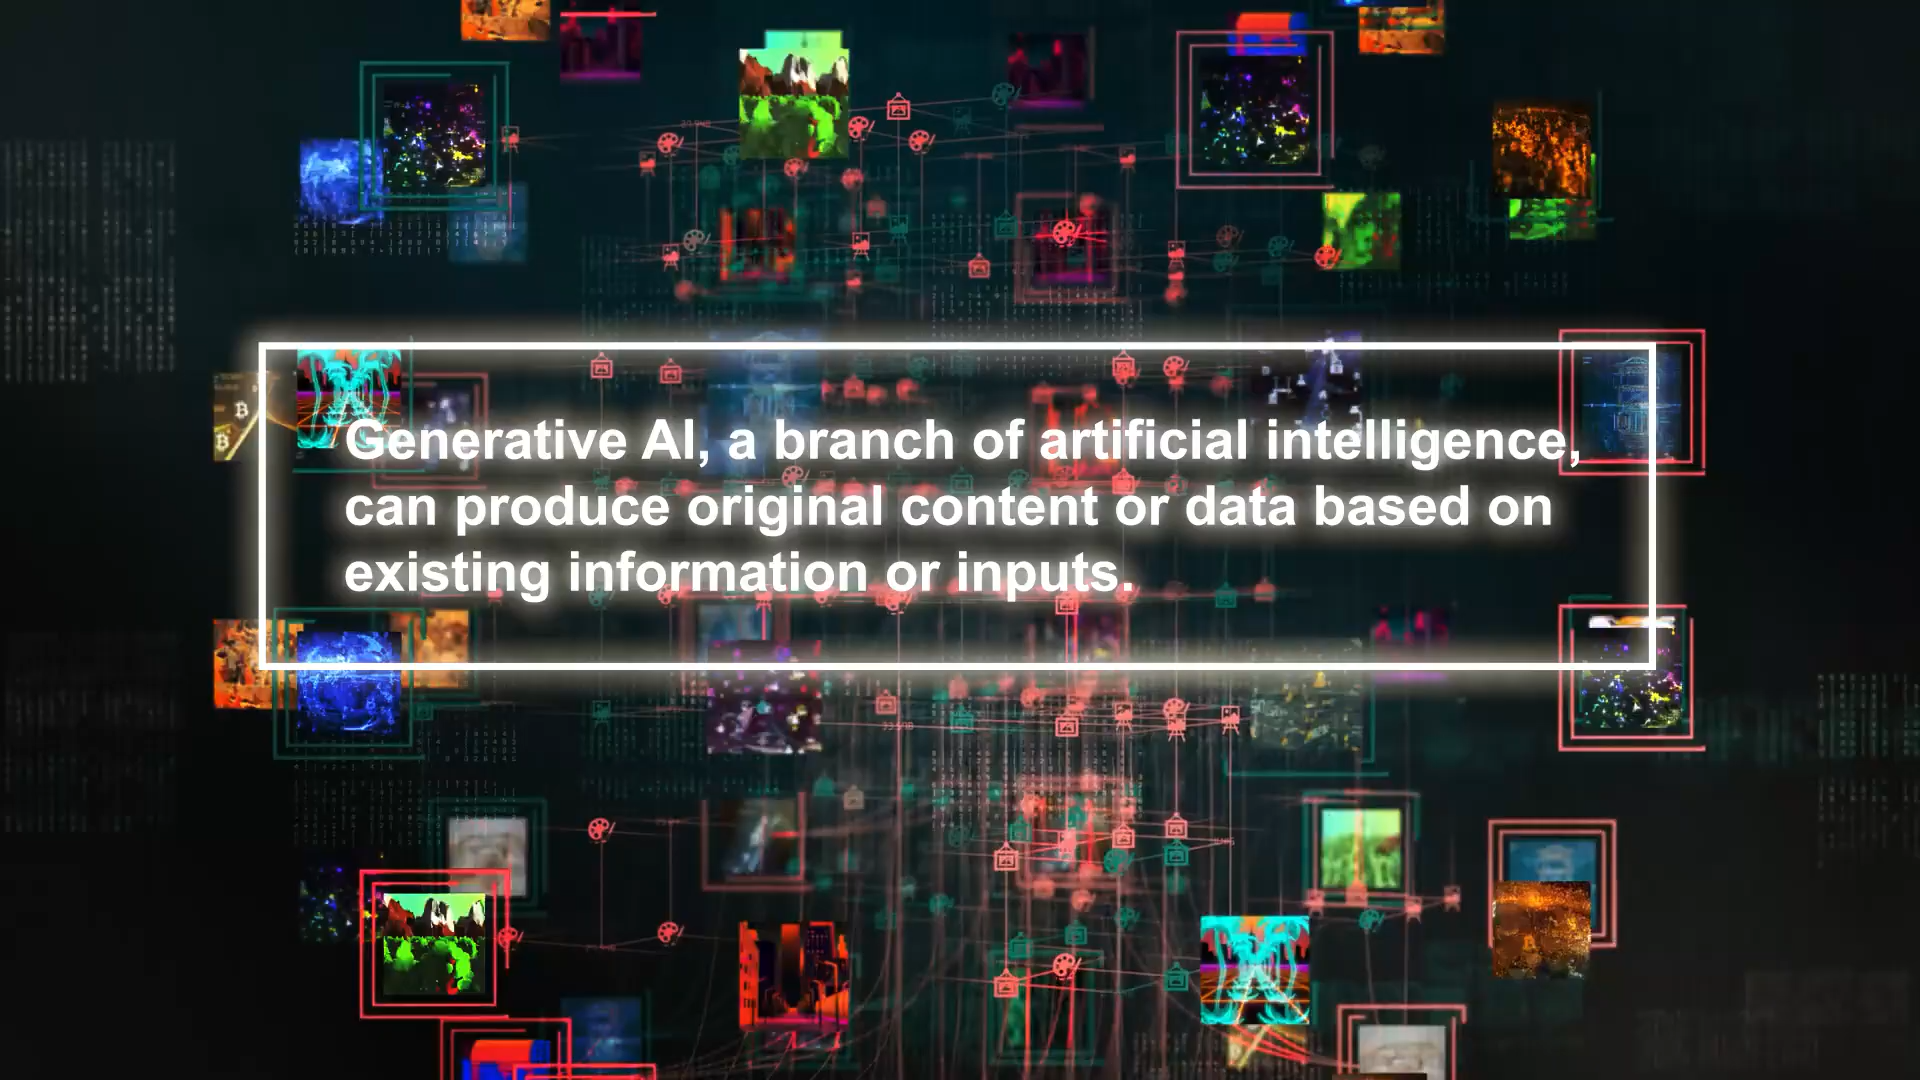 Generative AI, a branch of artificial intelligence,
can produce original content or data based on
existing information or inputs.